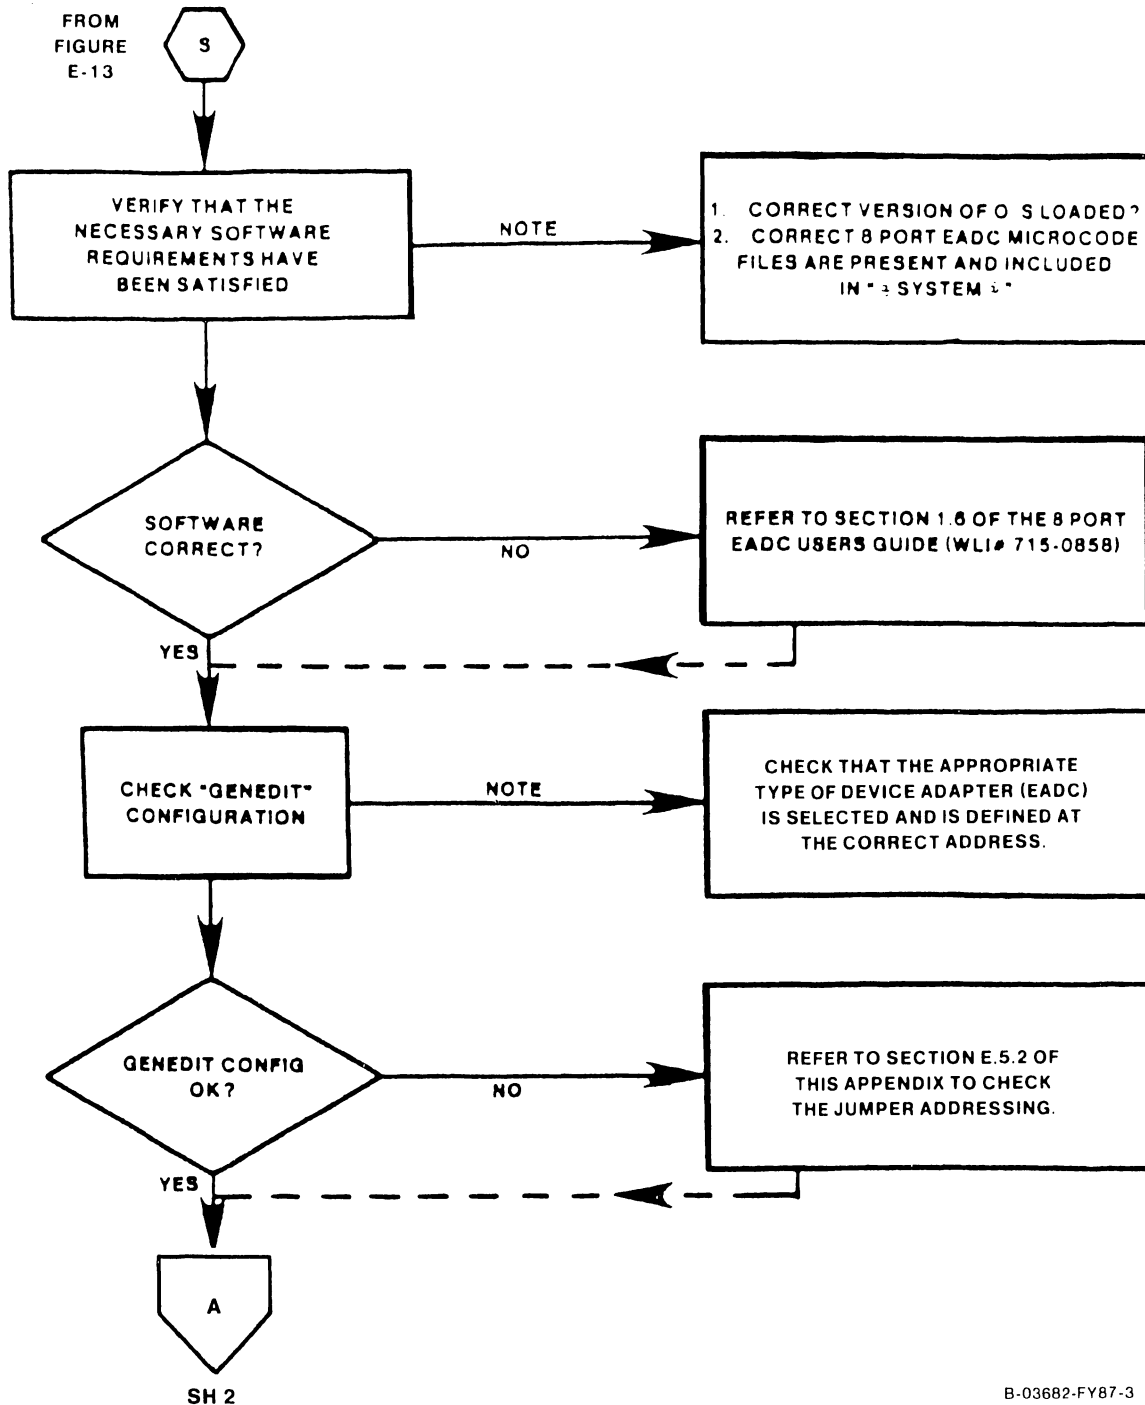 FROM
FIGURE
E-13
S
VERIFY THAT THE
NECESSARY SOFTWARE
REQUIREMENTS HAVE
BEEN SATISFIED
NOTE
1. CORRECT VERSION OF O S LOADED?
2. CORRECT 8 PORT EADC MICROCODE
FILES ARE PRESENT AND INCLUDED
IN " SYSTEM "
SOFTWARE
CORRECT?
NO
REFER TO SECTION 1.6 OF THE 8 PORT
EADC USERS GUIDE (WLI# 715-0858)
YES
CHECK "GENEDIT"
CONFIGURATION
NOTE
CHECK THAT THE APPROPRIATE
TYPE OF DEVICE ADAPTER (EADC)
IS SELECTED AND IS DEFINED AT
THE CORRECT ADDRESS.
GENEDIT CONFIG
OK?
NO
REFER TO SECTION E.5.2 OF
THIS APPENDIX TO CHECK
THE JUMPER ADDRESSING.
YES
A
SH 2
B-03682-FY87-3